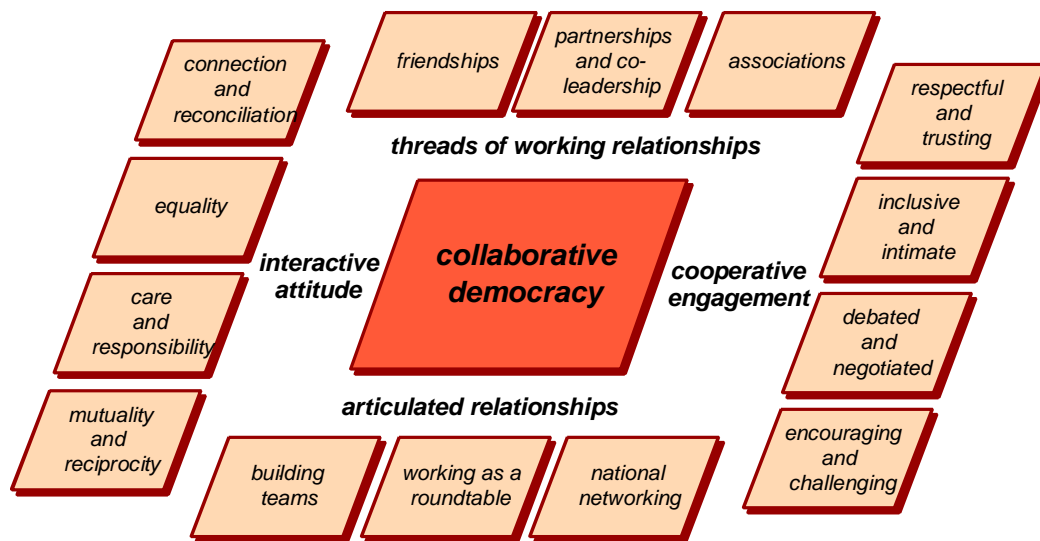 connection
and
reconciliation
equality
care
and
responsibility
mutuality
and
reciprocity
interactive
attitude
friendships
partnerships
and co-
leadership
associations
threads of working relationships
collaborative
democracy
articulated relationships
building
teams
working as a
roundtable
national
networking
cooperative
engagement
respectful
and
trusting
inclusive
and
intimate
debated
and
negotiated
encouraging
and
challenging